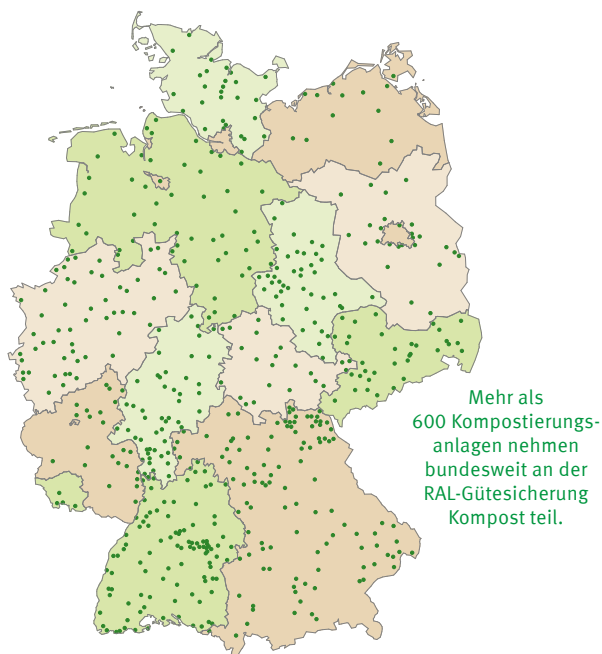 Mehr als
600 Kompostierungs-
anlagen nehmen
bundesweit an der
RAL-Gütesicherung
Kompost teil.